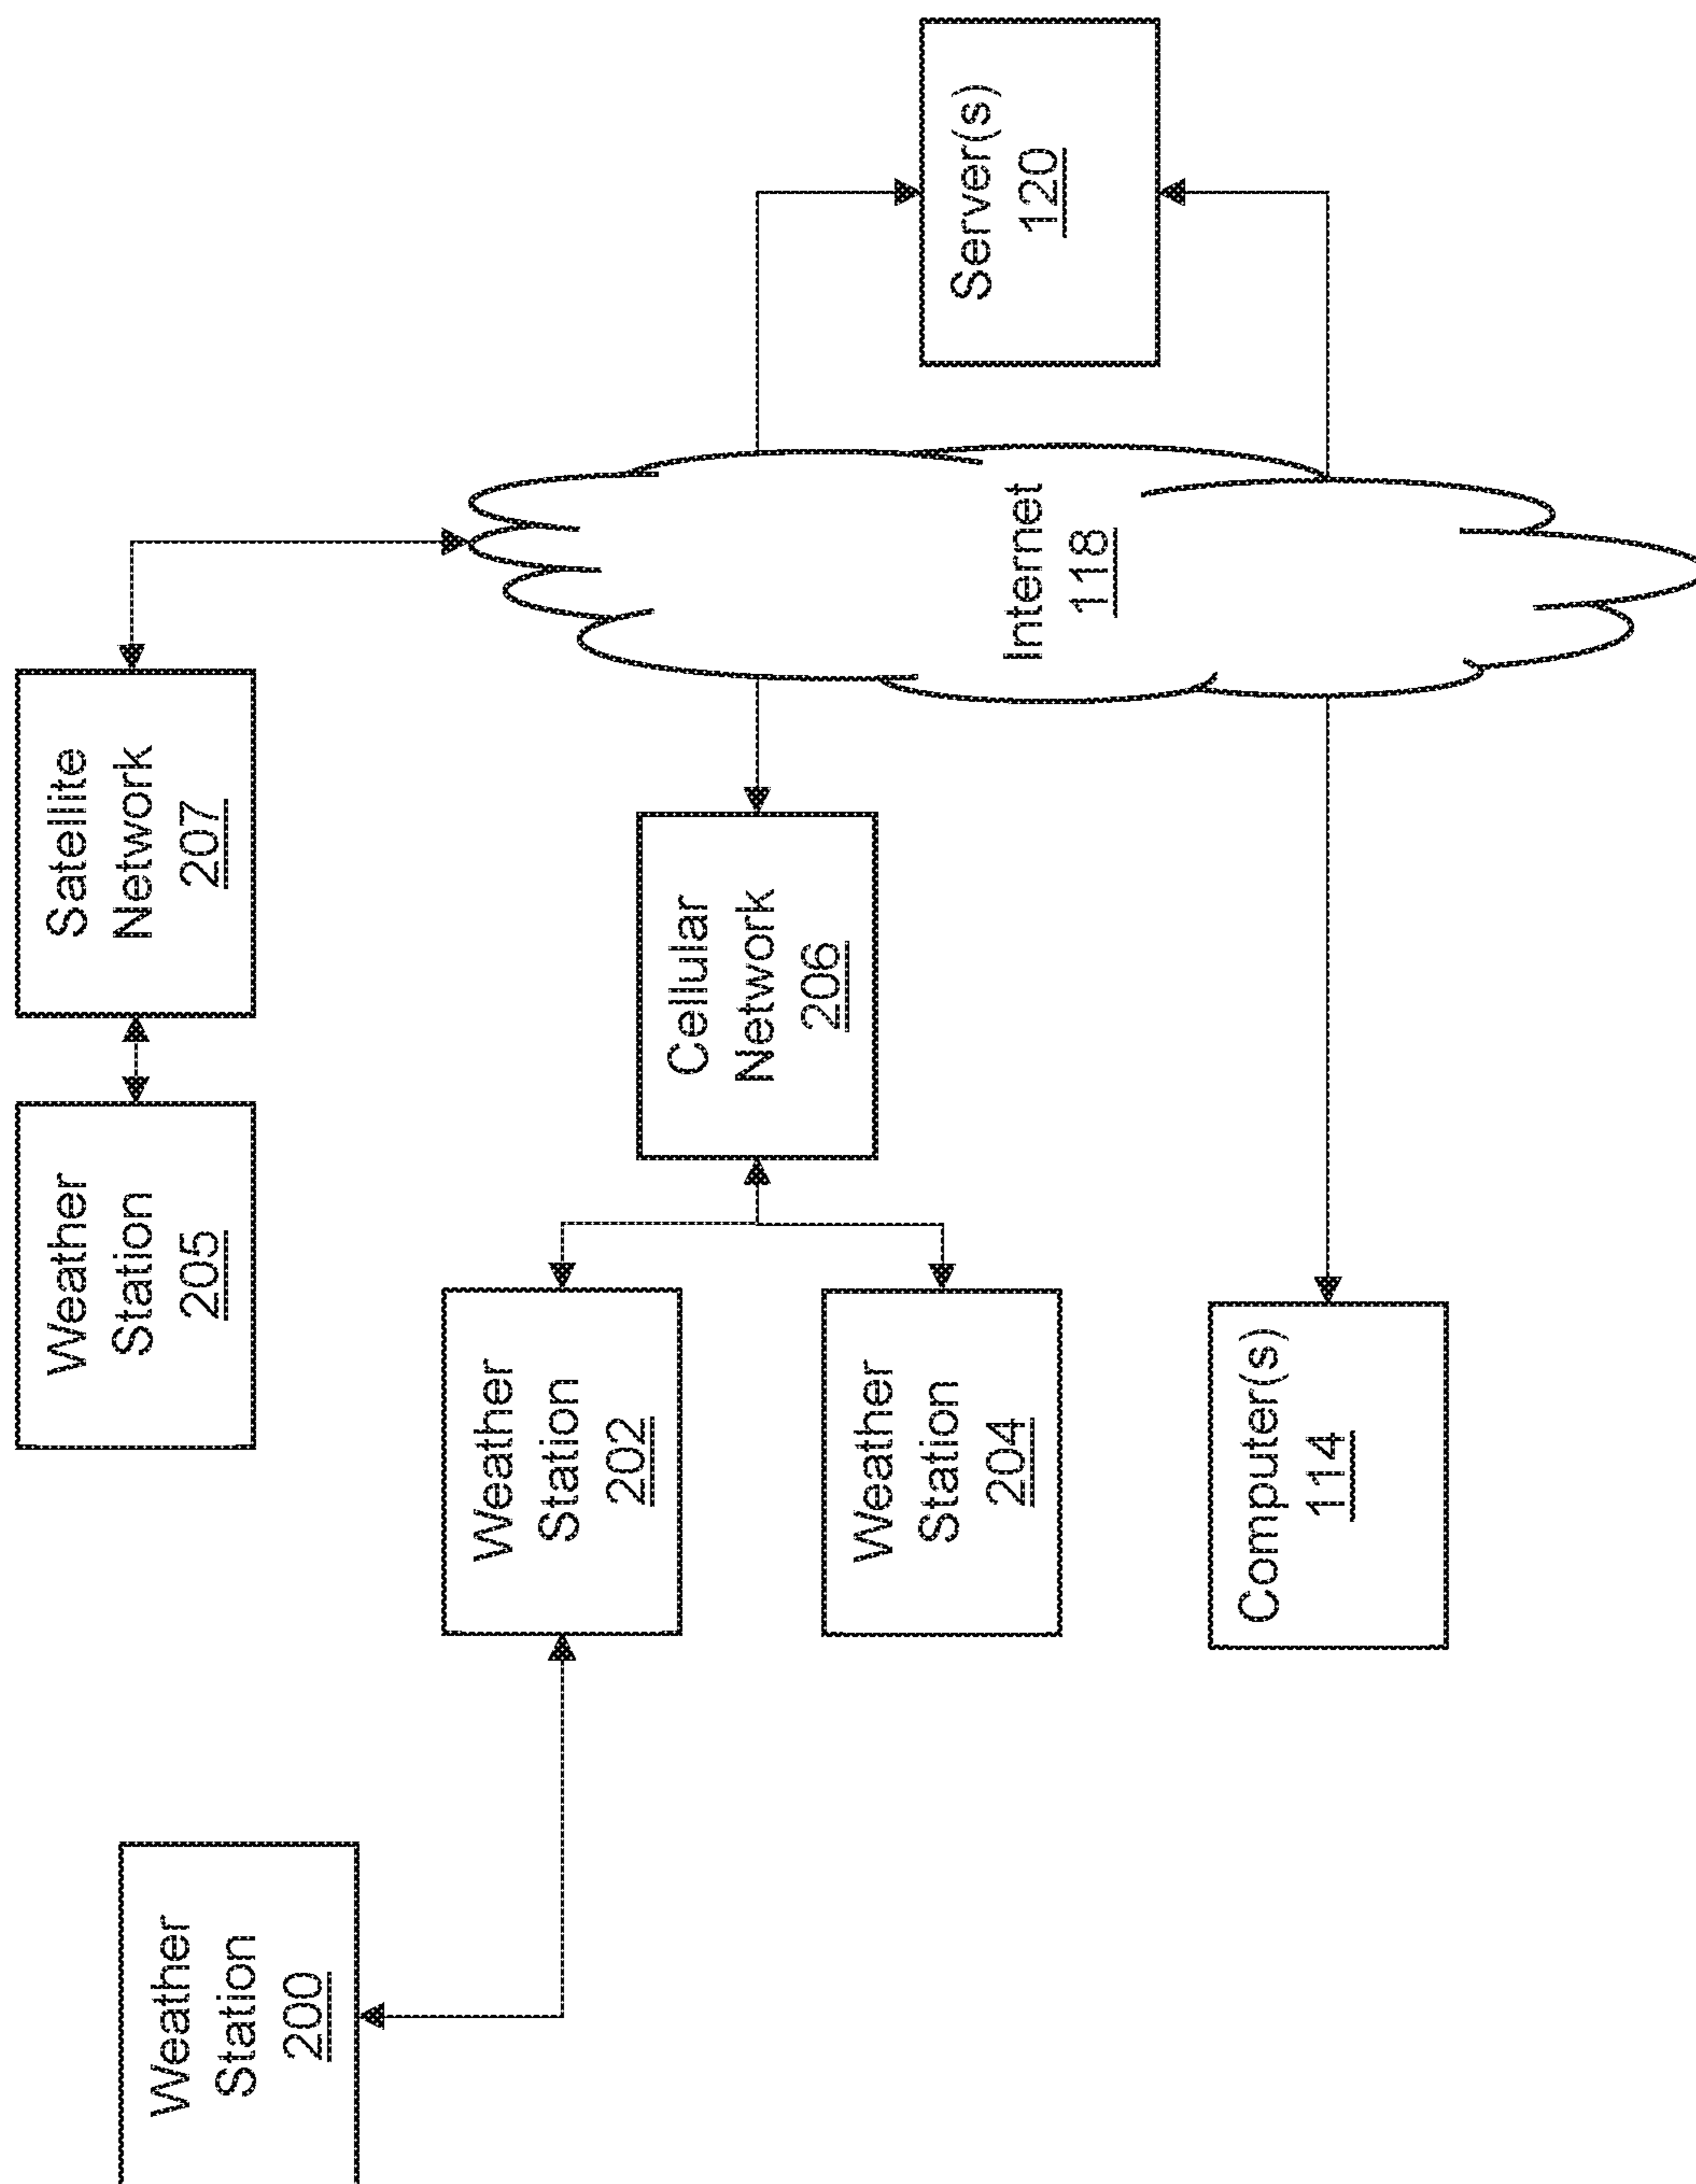 Weather
Station
205
Satellite
Network
207
Weather
Station
200
Weather
Station
202
Cellular
Network
206
Weather
Station
204
Internet
118
Server(s)
120
Computer(s)
114